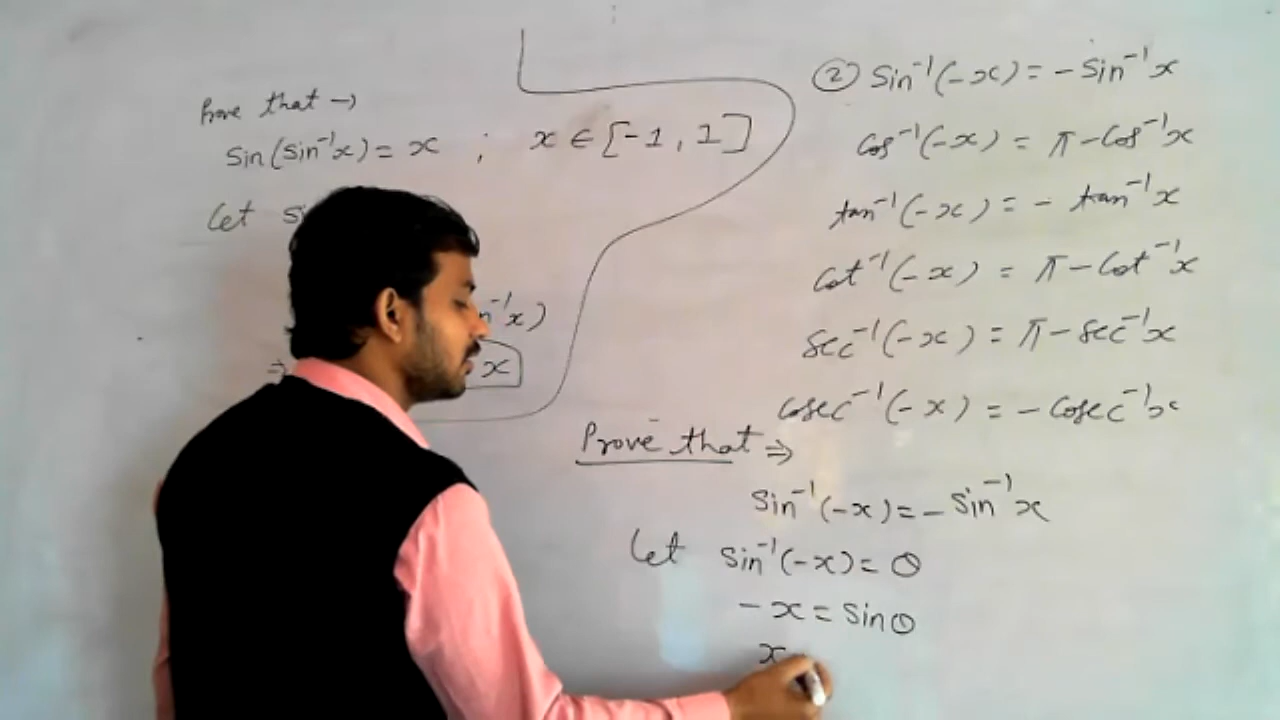 Prove that →
sin(sin⁻¹x) = x ; x ∈ [-1, 1]
Let
⁻¹x)
⇒ x
② sin⁻¹(-x) = -sin⁻¹x
cos⁻¹(-x) = π - cos⁻¹x
tan⁻¹(-x) = - tan⁻¹x
cot⁻¹(-x) = π - cot⁻¹x
sec⁻¹(-x) = π - sec⁻¹x
cosec⁻¹(-x) = - cosec⁻¹x
Prove that ⇒
sin⁻¹(-x) = - sin⁻¹x
Let sin⁻¹(-x) = θ
-x = sinθ
x